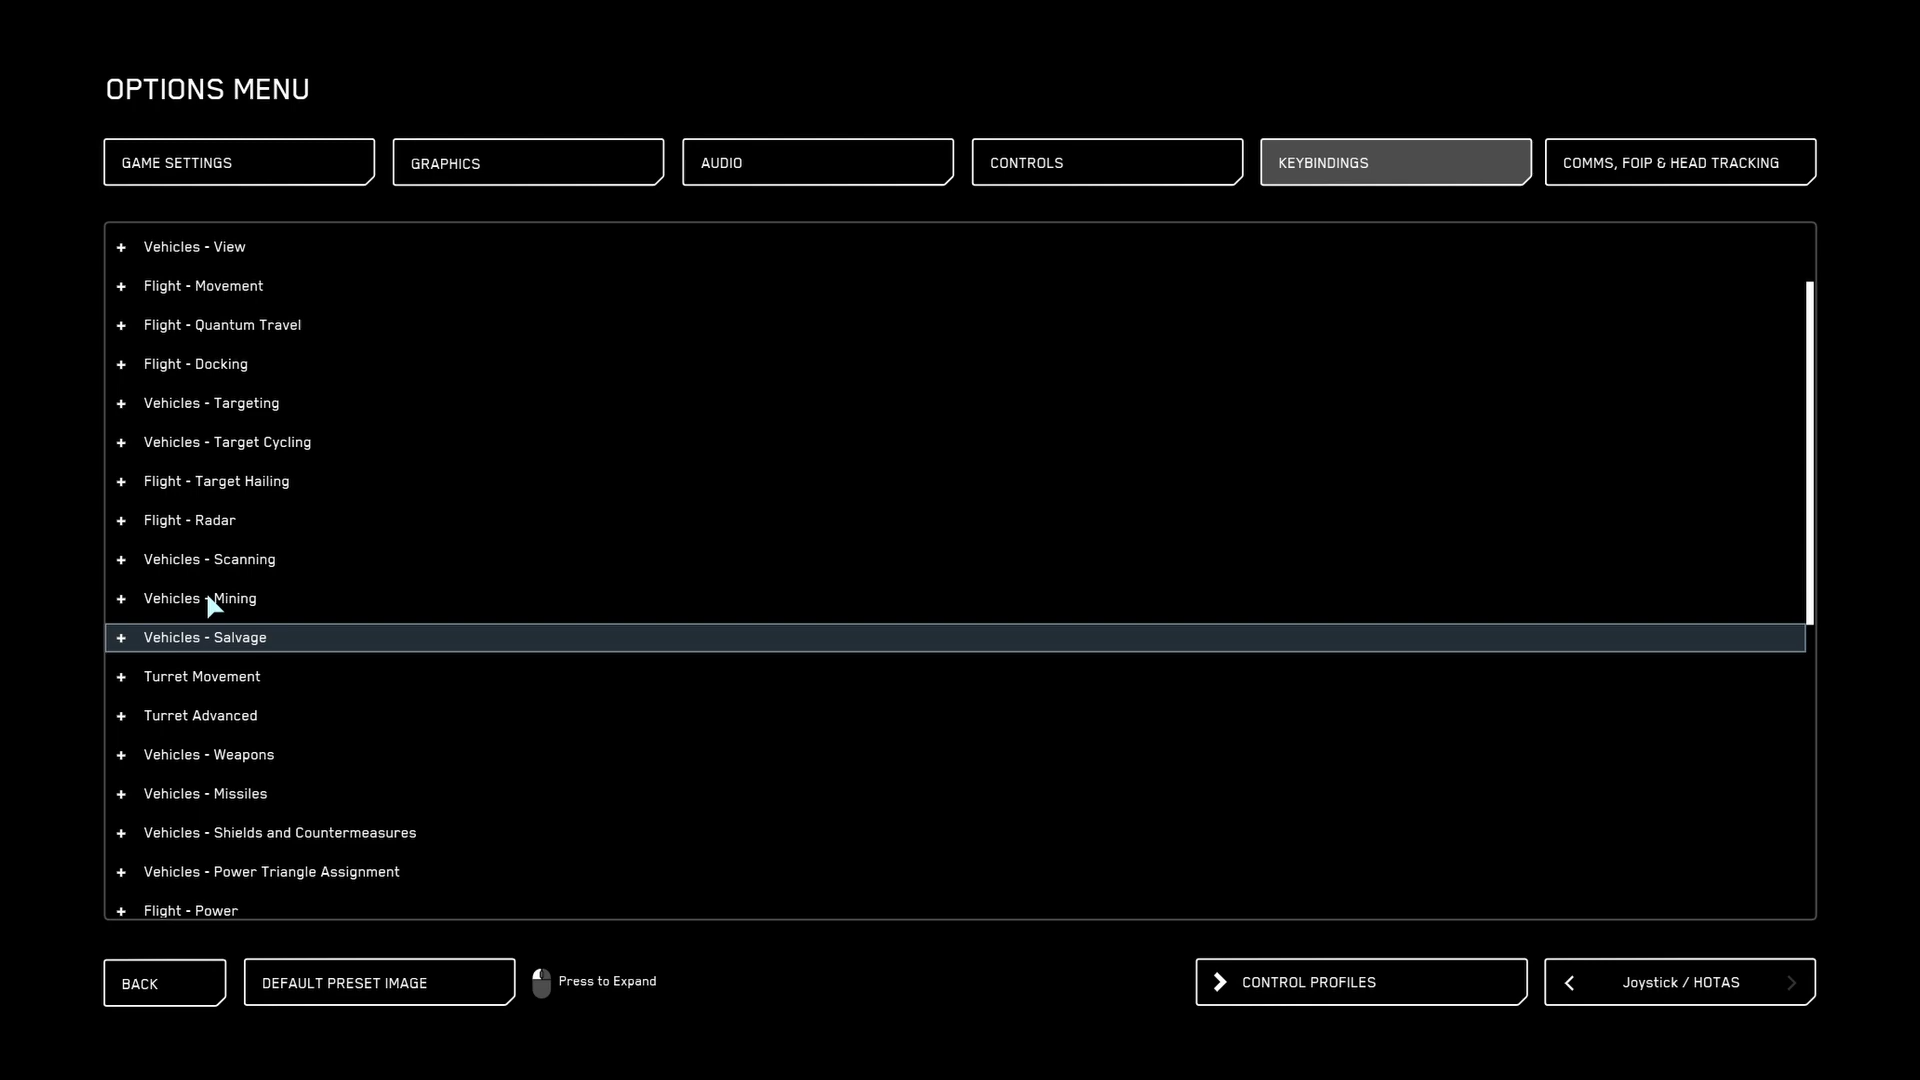 OPTIONS MENU
GAME SETTINGS
GRAPHICS
AUDIO
CONTROLS
KEYBINDINGS
COMMS, FOIP & HEAD TRACKING
+ Vehicles - View
+ Flight - Movement
+ Flight - Quantum Travel
+ Flight - Docking
+ Vehicles - Targeting
+ Vehicles - Target Cycling
+ Flight - Target Hailing
+ Flight - Radar
+ Vehicles - Scanning
+ Vehicles - Mining
+ Vehicles - Salvage
+ Turret Movement
+ Turret Advanced
+ Vehicles - Weapons
+ Vehicles - Missiles
+ Vehicles - Shields and Countermeasures
+ Vehicles - Power Triangle Assignment
+ Flight - Power
BACK
DEFAULT PRESET IMAGE
Press to Expand
CONTROL PROFILES
Joystick / HOTAS